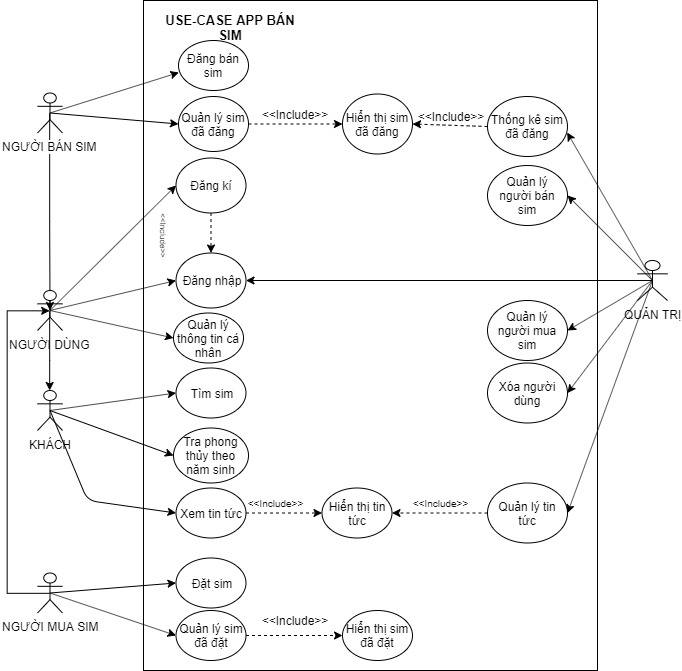 USE-CASE APP BÁN
SIM
Đăng bán
sim
Quản lý sim
đã đăng
<<Include>>
Hiển thị sim
đã đăng
<<Include>>
Thống kê sim
đã đăng
NGƯỜI BÁN SIM
Đăng kí
Quản lý
người bán
sim
<<Include>>
Đăng nhập
QUẢN TRỊ
NGƯỜI DÙNG
Quản lý
thông tin cá
nhân
Quản lý
người mua
sim
Tìm sim
Xóa người
dùng
KHÁCH
Tra phong
thủy theo
năm sinh
Xem tin tức
<<Include>>
Hiển thị tin
tức
<<Include>>
Quản lý tin
tức
Đặt sim
NGƯỜI MUA SIM
Quản lý sim
đã đặt
<<Include>>
Hiển thị sim
đã đặt